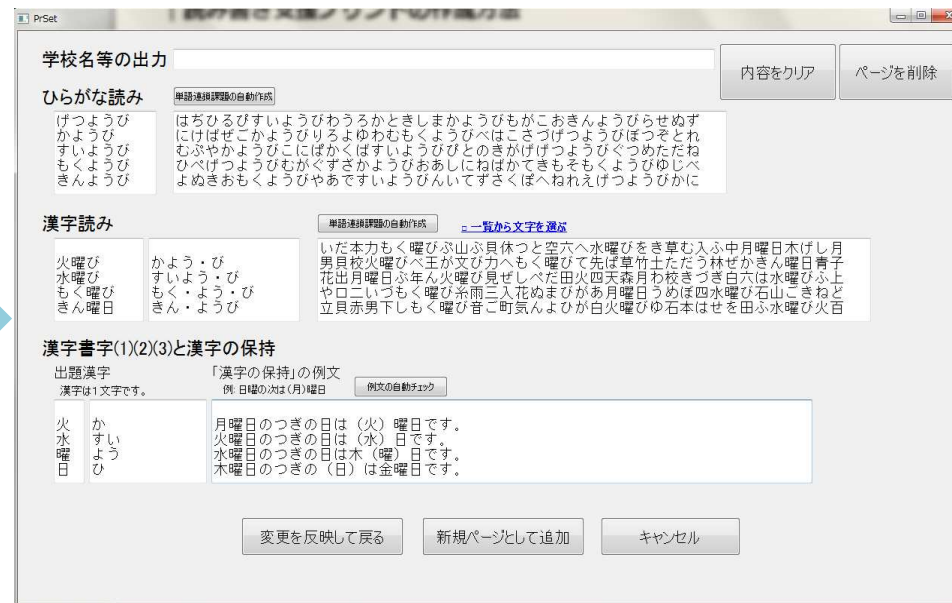 読み書き支援プリントの作成方法
PrSet
学校名等の出力
内容をクリア
ページを削除
ひらがな読み
単語連鎖課題の自動作成
げつようび
かようび
すいようび
もくようび
きんようび
はぢひるぴすいようびわうろかときしまかようびもがこおきんようびらせぬず
にけばぜごかようびりろよゆわむもくようびべはこさづげつようびぼつぞとれ
むぷやかようびこにぱかくばすいようびぴとのきがげげつようびぐつめただね
ひぺげつようびむがぐずざかようびおあしにねばかてきもそもくようびゆじべ
よぬきおもくようびやあですいようびんいてずさくぽへねれえげつようびかに
漢字読み
単語連鎖課題の自動作成
□ 一覧から文字を選ぶ
火曜び
水曜び
もく曜び
きん曜日
かよう・び
すいよう・び
もく・よう・び
きん・ようび
いだ本力もく曜びぷ山ぶ貝休つと空六へ水曜びをき草む入ふ中月曜日木げし月
男貝校火曜びべ王が文び力へもく曜びて先ば草竹土ただう林ぜかきん曜日青子
花出月曜日ぶ年ん火曜び見ぜしぺだ田火四天森月わ校きづぎ白六は水曜びふ上
や口二いづもく曜び糸雨三入花ぬまびがあ月曜日うめぼ四水曜び石山ごきねと
立貝赤男下しもく曜び音ご町気んよひが白火曜びゆ石本はせを田ふ水曜び火百
漢字書字(1)(2)(3)と漢字の保持
出題漢字
漢字は1文字です。
「漢字の保持」の例文
例: 日曜の次は(月)曜日
例文の自動チェック
火
水
曜
日
か
すい
よう
ひ
月曜日のつぎの日は（火）曜日です。
火曜日のつぎの日は（水）日です。
水曜日のつぎの日は木（曜）日です。
木曜日のつぎの（日）は金曜日です。
変更を反映して戻る
新規ページとして追加
キャンセル